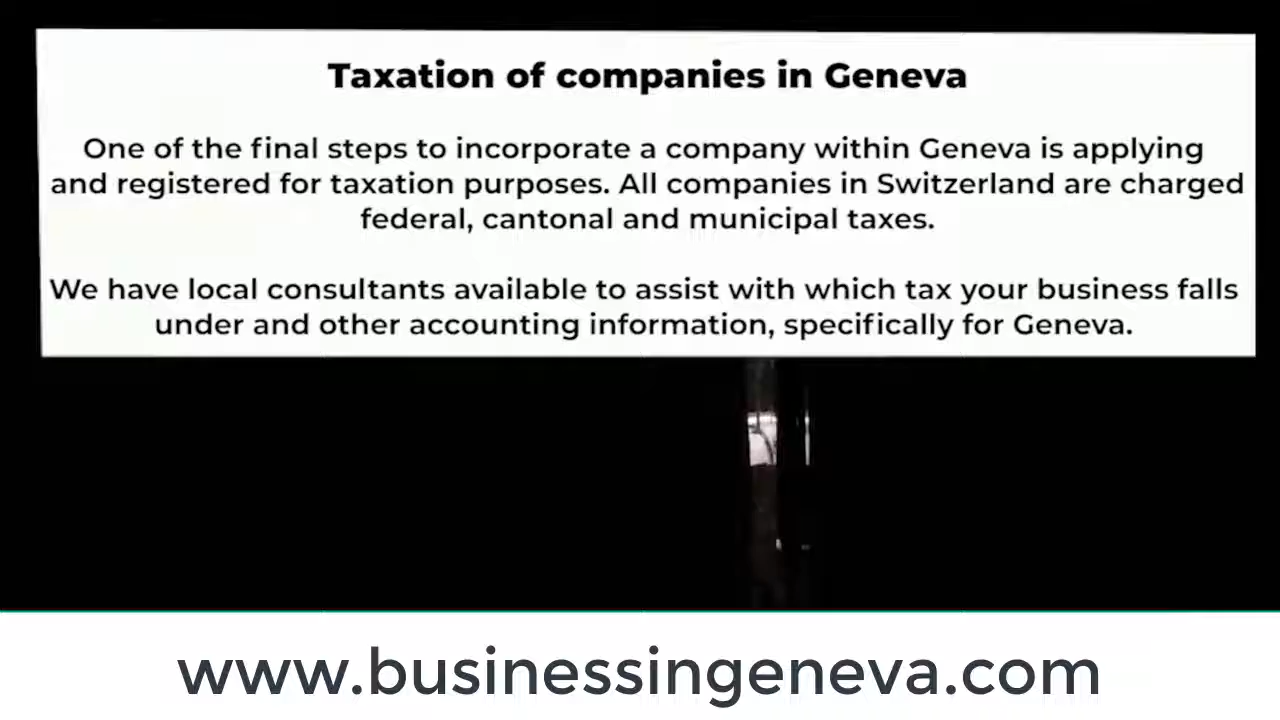 Taxation of companies in Geneva
One of the final steps to incorporate a company within Geneva is applying
and registered for taxation purposes. All companies in Switzerland are charged
federal, cantonal and municipal taxes.
We have local consultants available to assist with which tax your business falls
under and other accounting information, specifically for Geneva.
www.businessingeneva.com